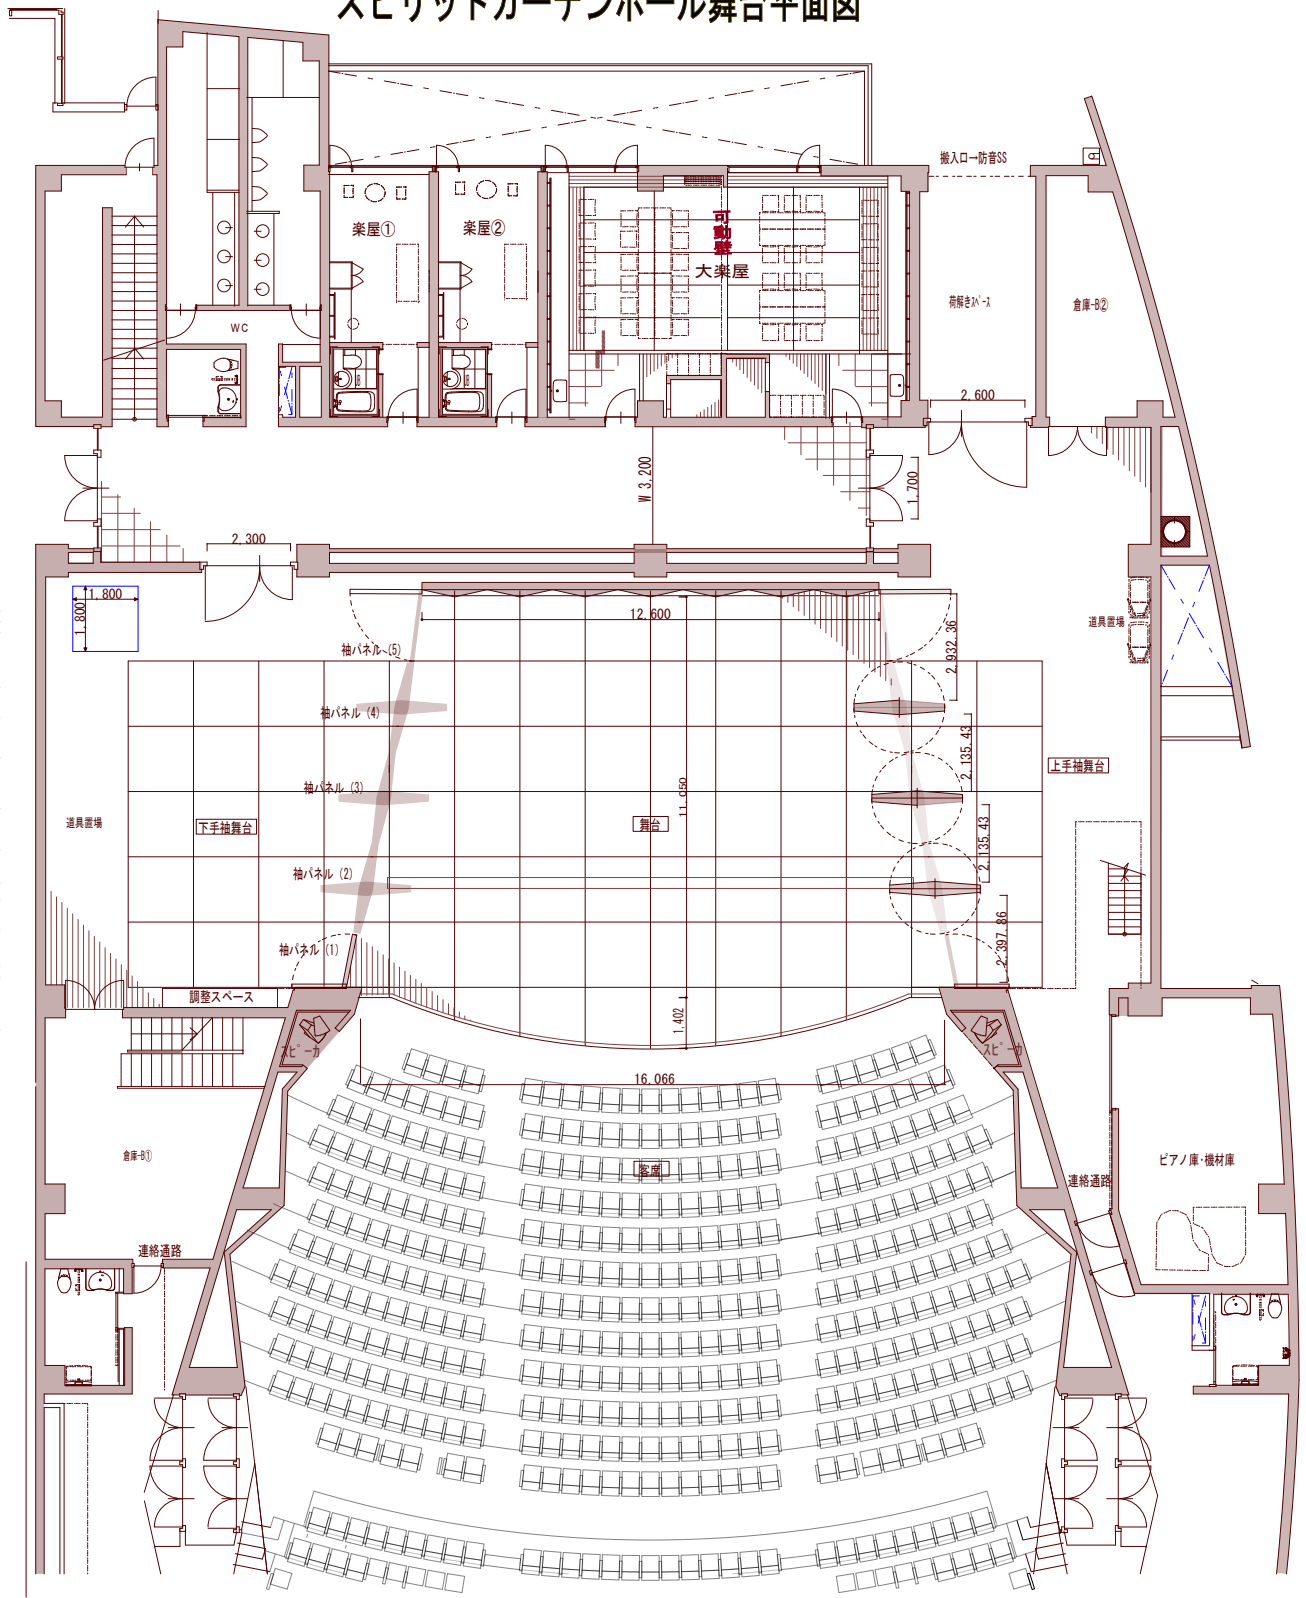 スピリットガーデンホール舞台平面図
搬入口→防音SS
楽屋①
楽屋②
可動壁
大楽屋
荷解きスペース
倉庫-B②
WC
2,600
W 3,200
1,700
2,300
1,800
1,800
12,600
道具置場
袖パネル (5)
2,932.36
袖パネル (4)
2,135.43
上手袖舞台
袖パネル (3)
11,050
道具置場
下手袖舞台
舞台
2,135.43
袖パネル (2)
2,397.86
袖パネル (1)
調整スペース
1,402
スピーカ
スピーカ
16,066
倉庫-B①
客席
ピアノ庫・機材庫
連絡通路
連絡通路